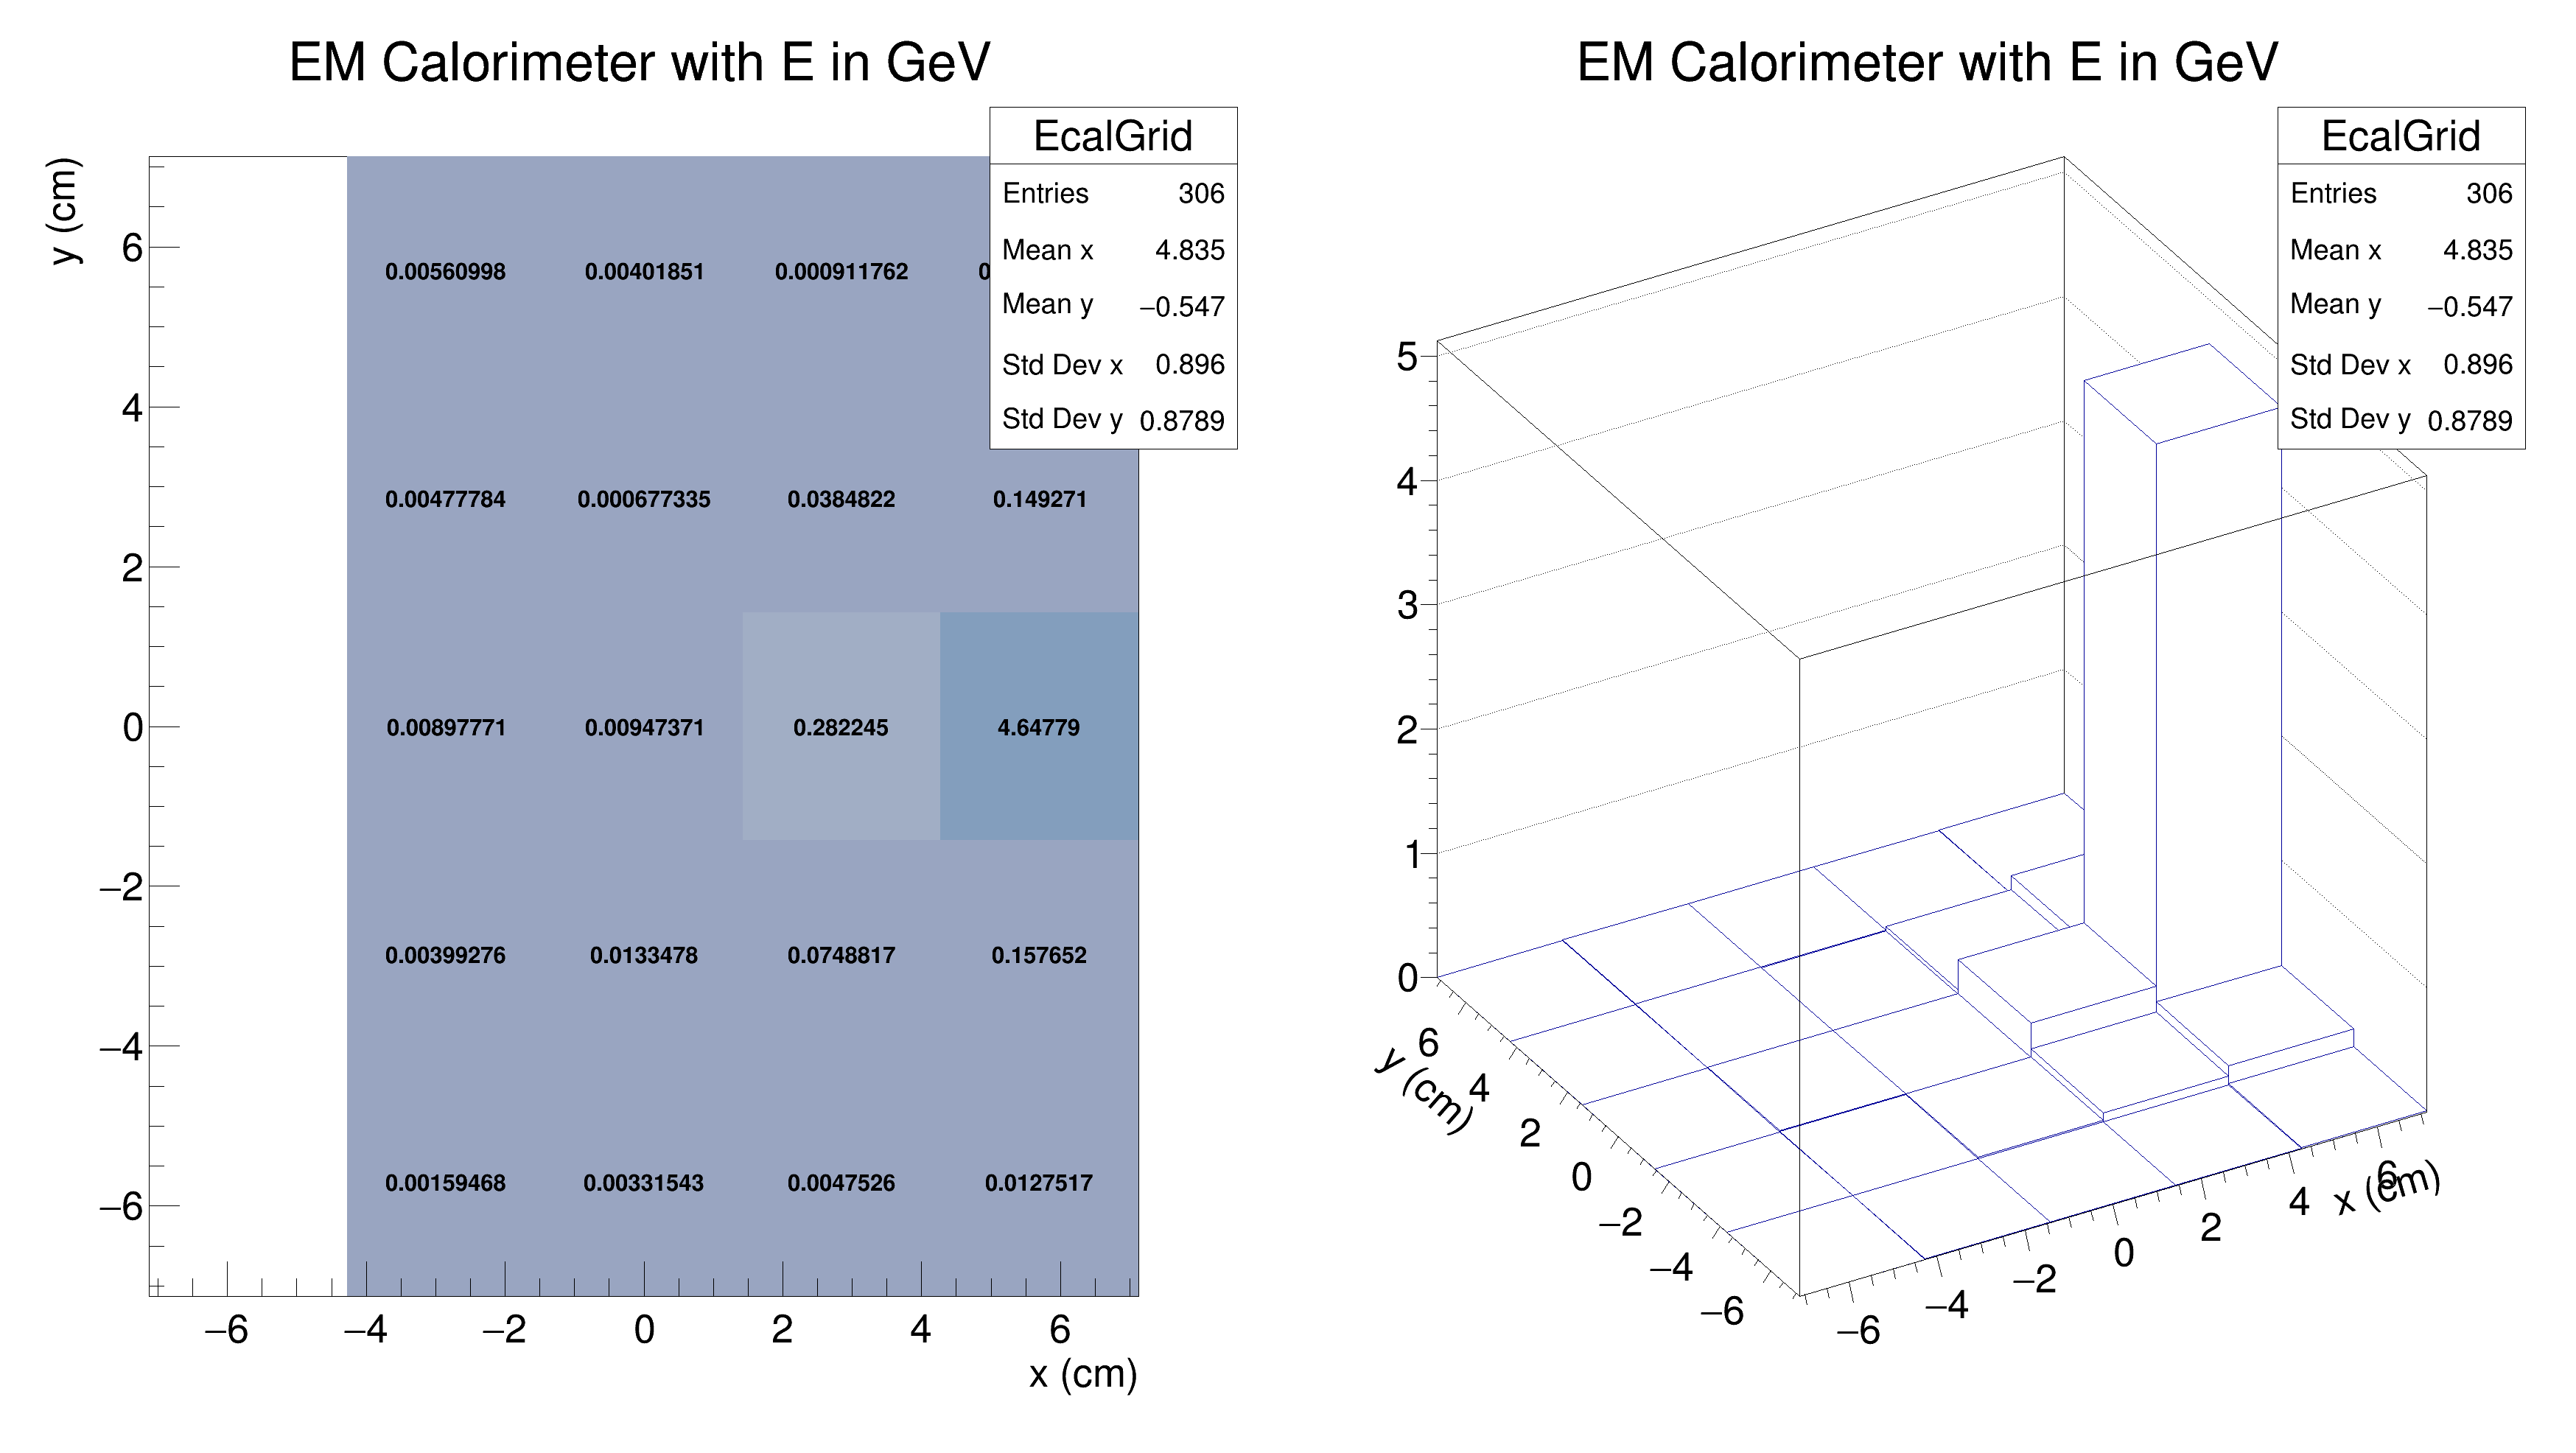 EM Calorimeter with E in GeV
EcalGrid
Entries 306
Mean x 4.835
Mean y −0.547
Std Dev x 0.896
Std Dev y 0.8789
y (cm)
6
4
2
0
−2
−4
−6
0.00560998 0.00401851 0.000911762
0.00477784 0.000677335 0.0384822 0.149271
0.00897771 0.00947371 0.282245 4.64779
0.00399276 0.0133478 0.0748817 0.157652
0.00159468 0.00331543 0.0047526 0.0127517
−6 −4 −2 0 2 4 6
x (cm)
EM Calorimeter with E in GeV
EcalGrid
Entries 306
Mean x 4.835
Mean y −0.547
Std Dev x 0.896
Std Dev y 0.8789
5
4
3
2
1
0
y (cm)
6
4
2
0
−2
−4
−6
−6 −4 −2 0 2 4 6
x (cm)